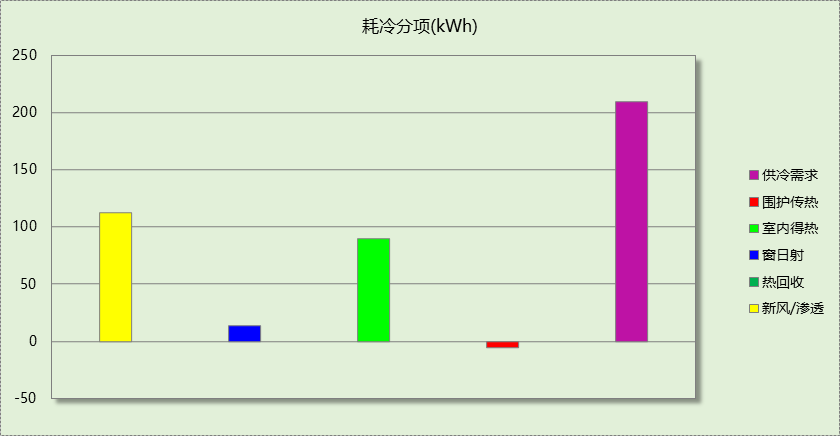 耗冷分项(kWh)
250
200
150
100
50
0
-50
供冷需求
围护传热
室内得热
窗日射
热回收
新风/渗透